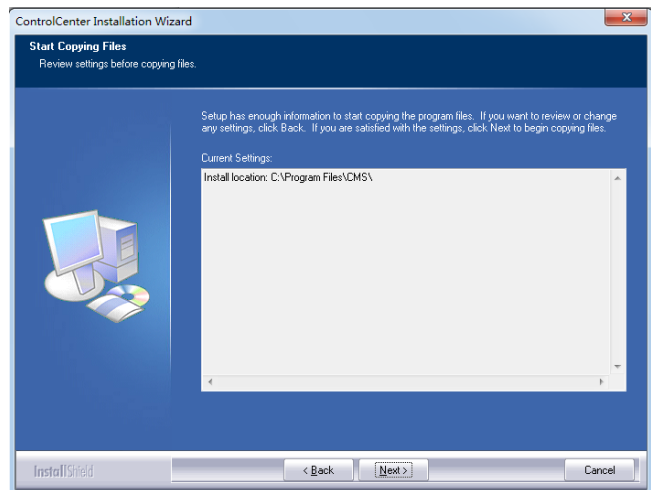 ControlCenter Installation Wizard
Start Copying Files
Review settings before copying files.
Setup has enough information to start copying the program files. If you want to review or change
any settings, click Back. If you are satisfied with the settings, click Next to begin copying files.
Current Settings:
Install location: C:\Program Files\CMS\
InstallShield
< Back
Next >
Cancel